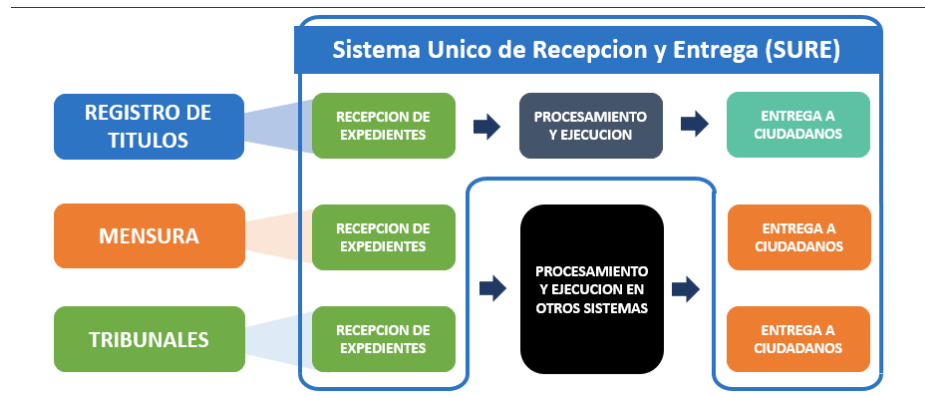 Sistema Unico de Recepcion y Entrega (SURE)
REGISTRO DE
TITULOS
RECEPCION DE
EXPEDIENTES
PROCESAMIENTO
Y EJECUCION
ENTREGA A
CIUDADANOS
MENSURA
RECEPCION DE
EXPEDIENTES
PROCESAMIENTO
Y EJECUCION EN
OTROS SISTEMAS
ENTREGA A
CIUDADANOS
TRIBUNALES
RECEPCION DE
EXPEDIENTES
ENTREGA A
CIUDADANOS